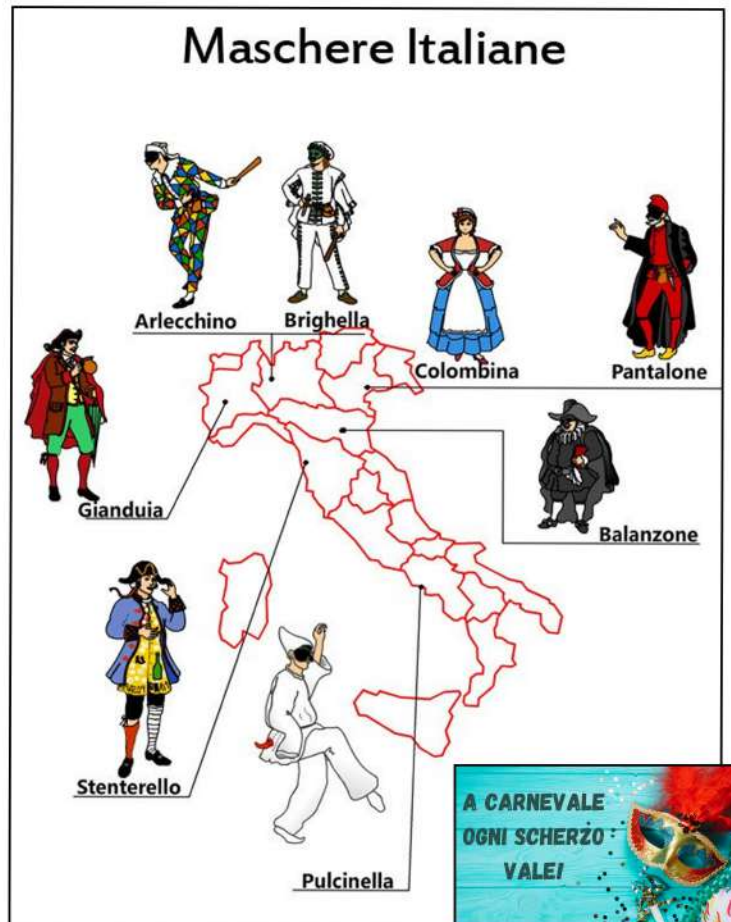 Maschere Italiane
Arlecchino
Brighella
Colombina
Pantalone
Gianduia
Balanzone
Stenterello
Pulcinella
A CARNEVALE
OGNI SCHERZO
VALE!